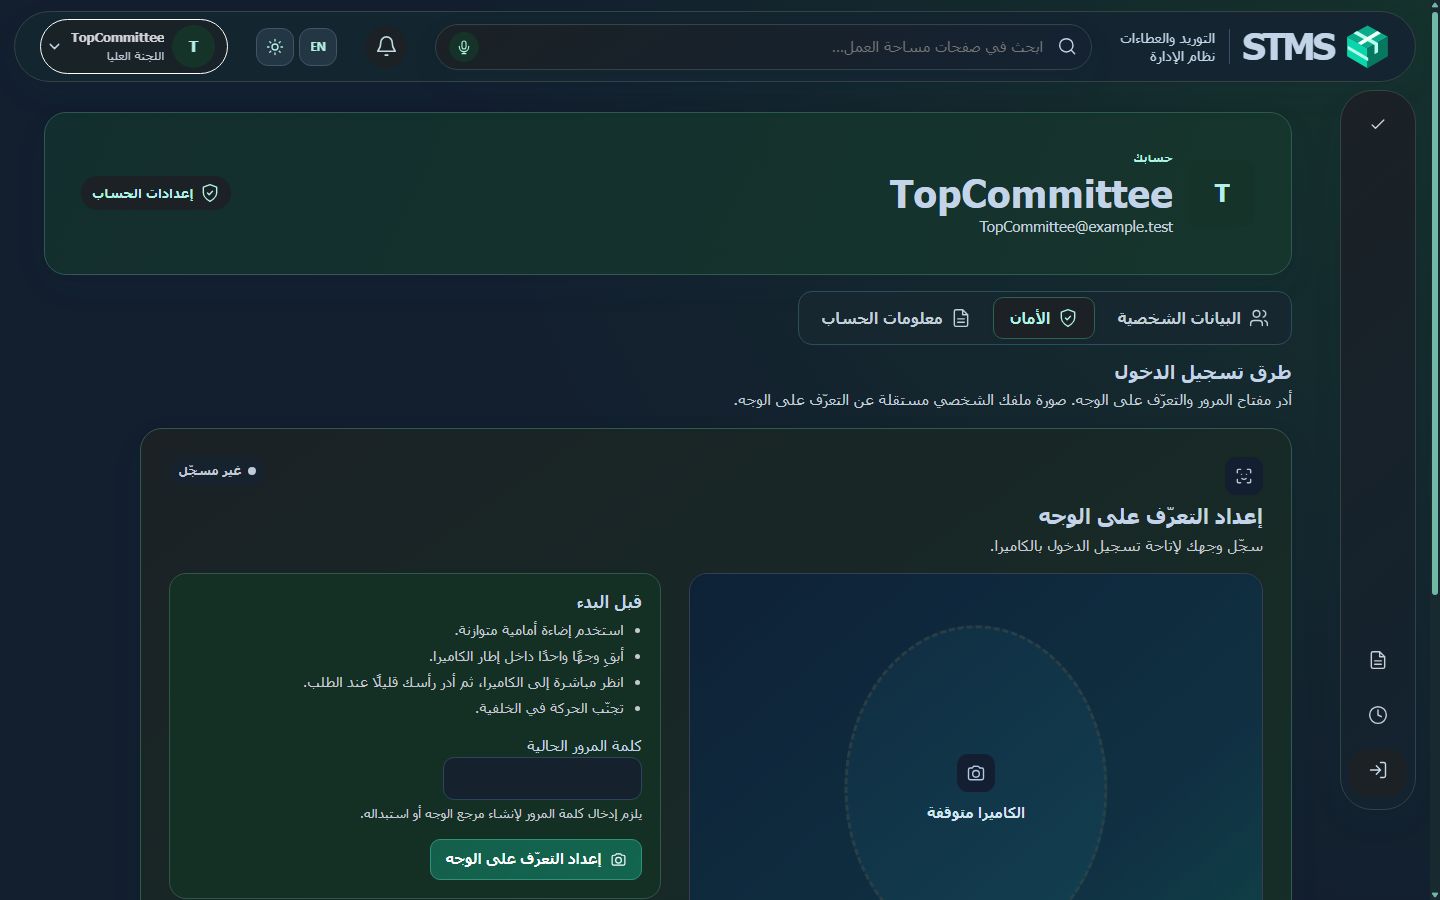 STMS
التوريد والعطاءات
نظام الإدارة
ابحث في صفحات مساحة العمل...
EN
T
TopCommittee
اللجنة العليا
حسابك
T
TopCommittee
TopCommittee@example.test
إعدادات الحساب
البيانات الشخصية
الأمان
معلومات الحساب
طرق تسجيل الدخول
أدر مفتاح المرور والتعرّف على الوجه. صورة ملفك الشخصي مستقلة عن التعرّف على الوجه.
غير مسجّل
إعداد التعرّف على الوجه
سجّل وجهك لإتاحة تسجيل الدخول بالكاميرا.
الكاميرا متوقفة
قبل البدء
استخدم إضاءة أمامية متوازنة.
أبقِ وجهًا واحدًا داخل إطار الكاميرا.
انظر مباشرة إلى الكاميرا، ثم أدر رأسك قليلًا عند الطلب.
تجنّب الحركة في الخلفية.
كلمة المرور الحالية
يلزم إدخال كلمة المرور لإنشاء مرجع الوجه أو استبداله.
إعداد التعرّف على الوجه